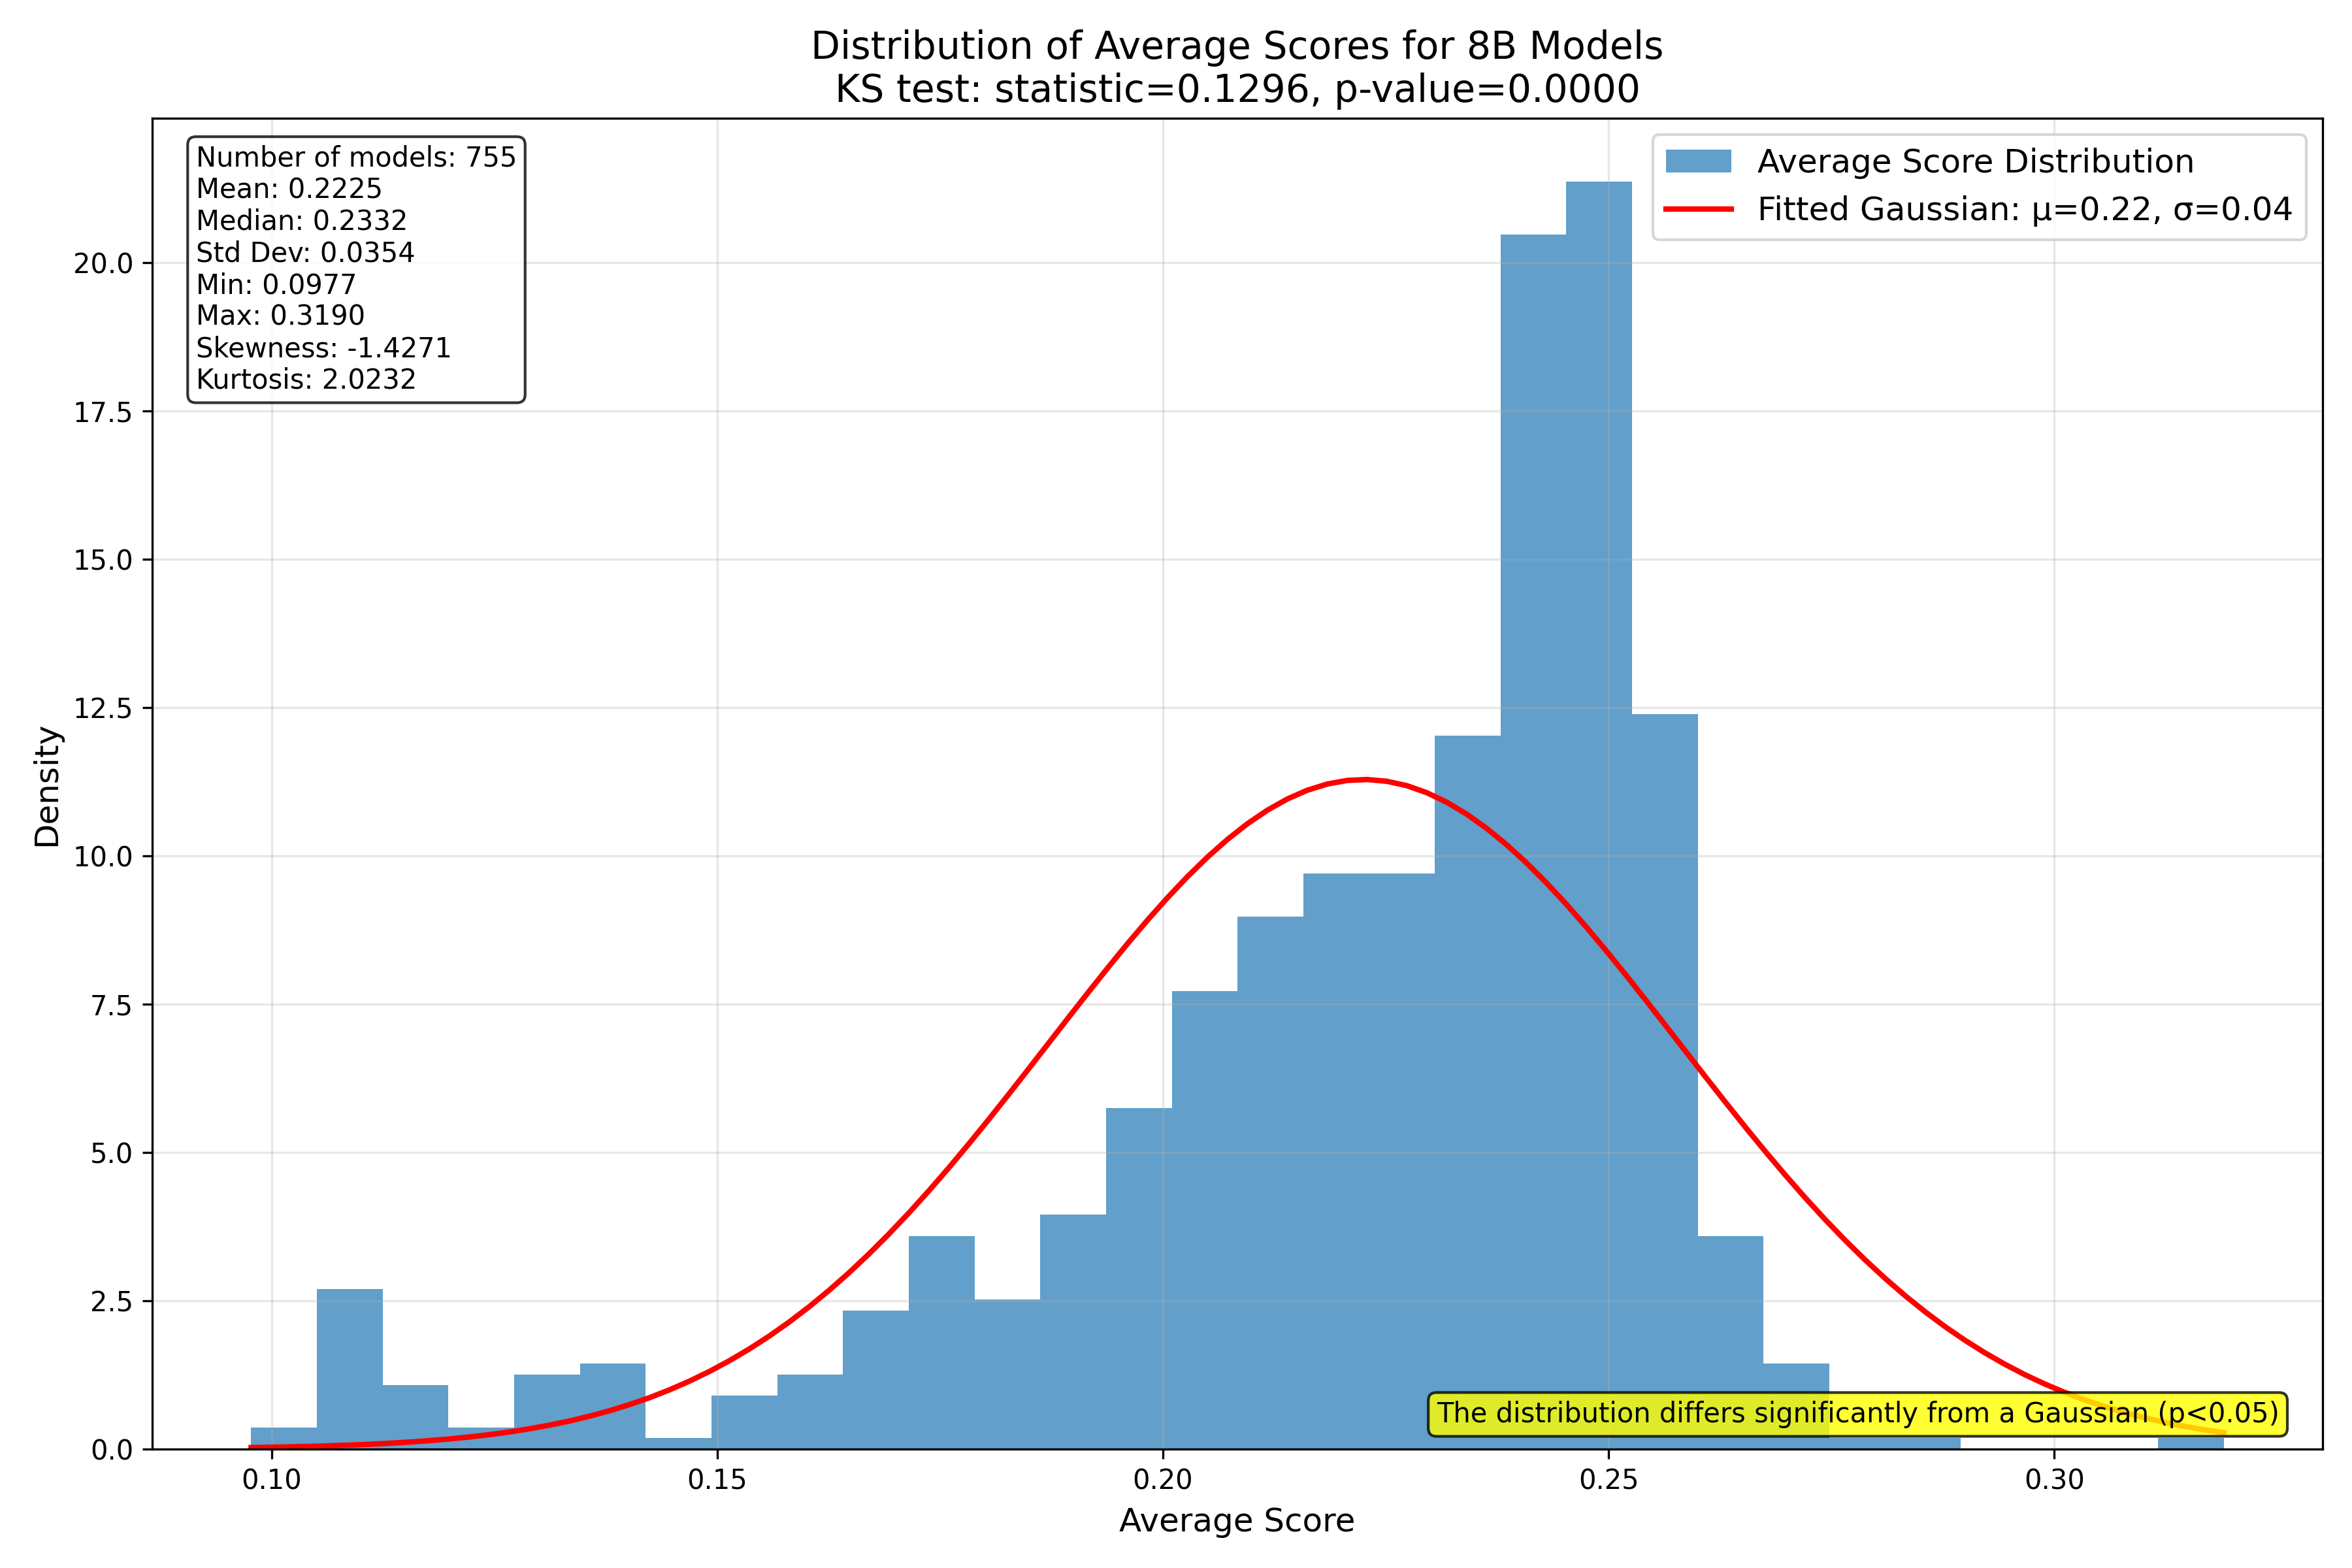 Distribution of Average Scores for 8B Models
KS test: statistic=0.1296, p-value=0.0000
Number of models: 755
Mean: 0.2225
Median: 0.2332
Std Dev: 0.0354
Min: 0.0977
Max: 0.3190
Skewness: -1.4271
Kurtosis: 2.0232
Average Score Distribution
Fitted Gaussian: μ=0.22, σ=0.04
20.0
17.5
15.0
12.5
10.0
7.5
5.0
2.5
0.0
Density
The distribution differs significantly from a Gaussian (p<0.05)
0.10
0.15
0.20
0.25
0.30
Average Score